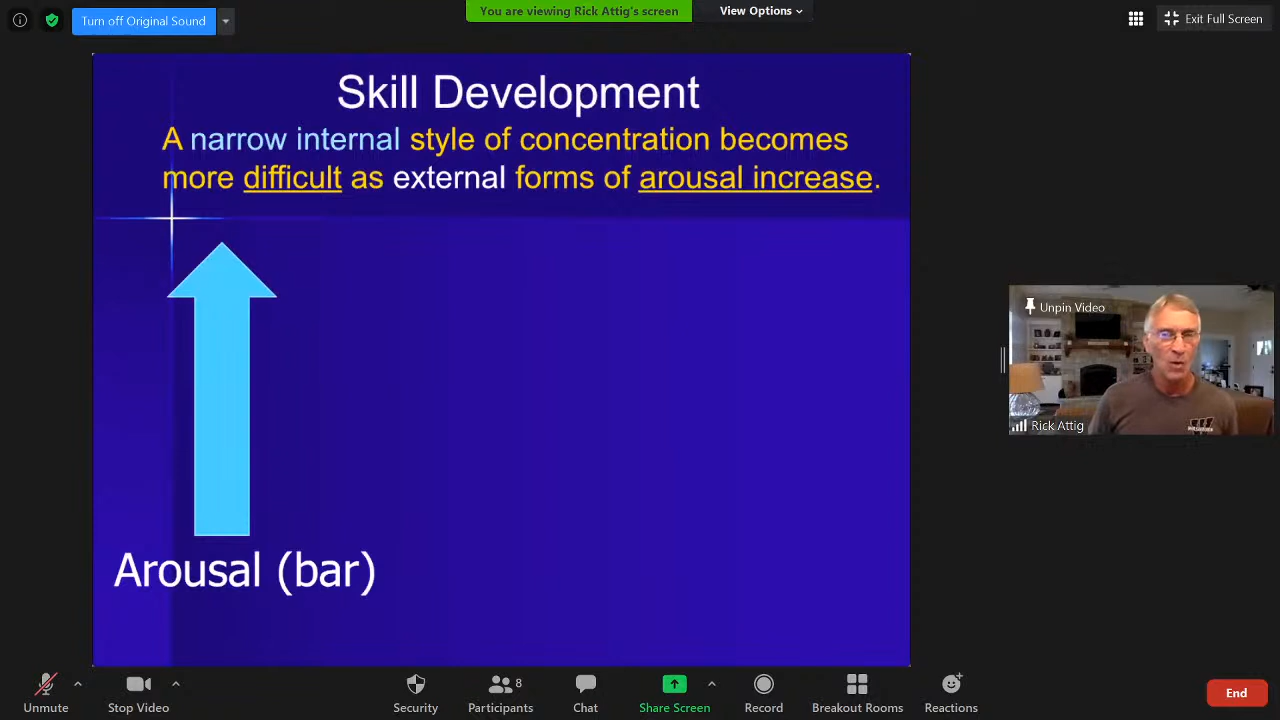 Turn off Original Sound
You are viewing Rick Attig's screen
View Options
Exit Full Screen
Skill Development
A narrow internal style of concentration becomes
more difficult as external forms of arousal increase.
Arousal (bar)
Unpin Video
Rick Attig
Unmute
Stop Video
Security
8
Participants
Chat
Share Screen
Record
Breakout Rooms
Reactions
End